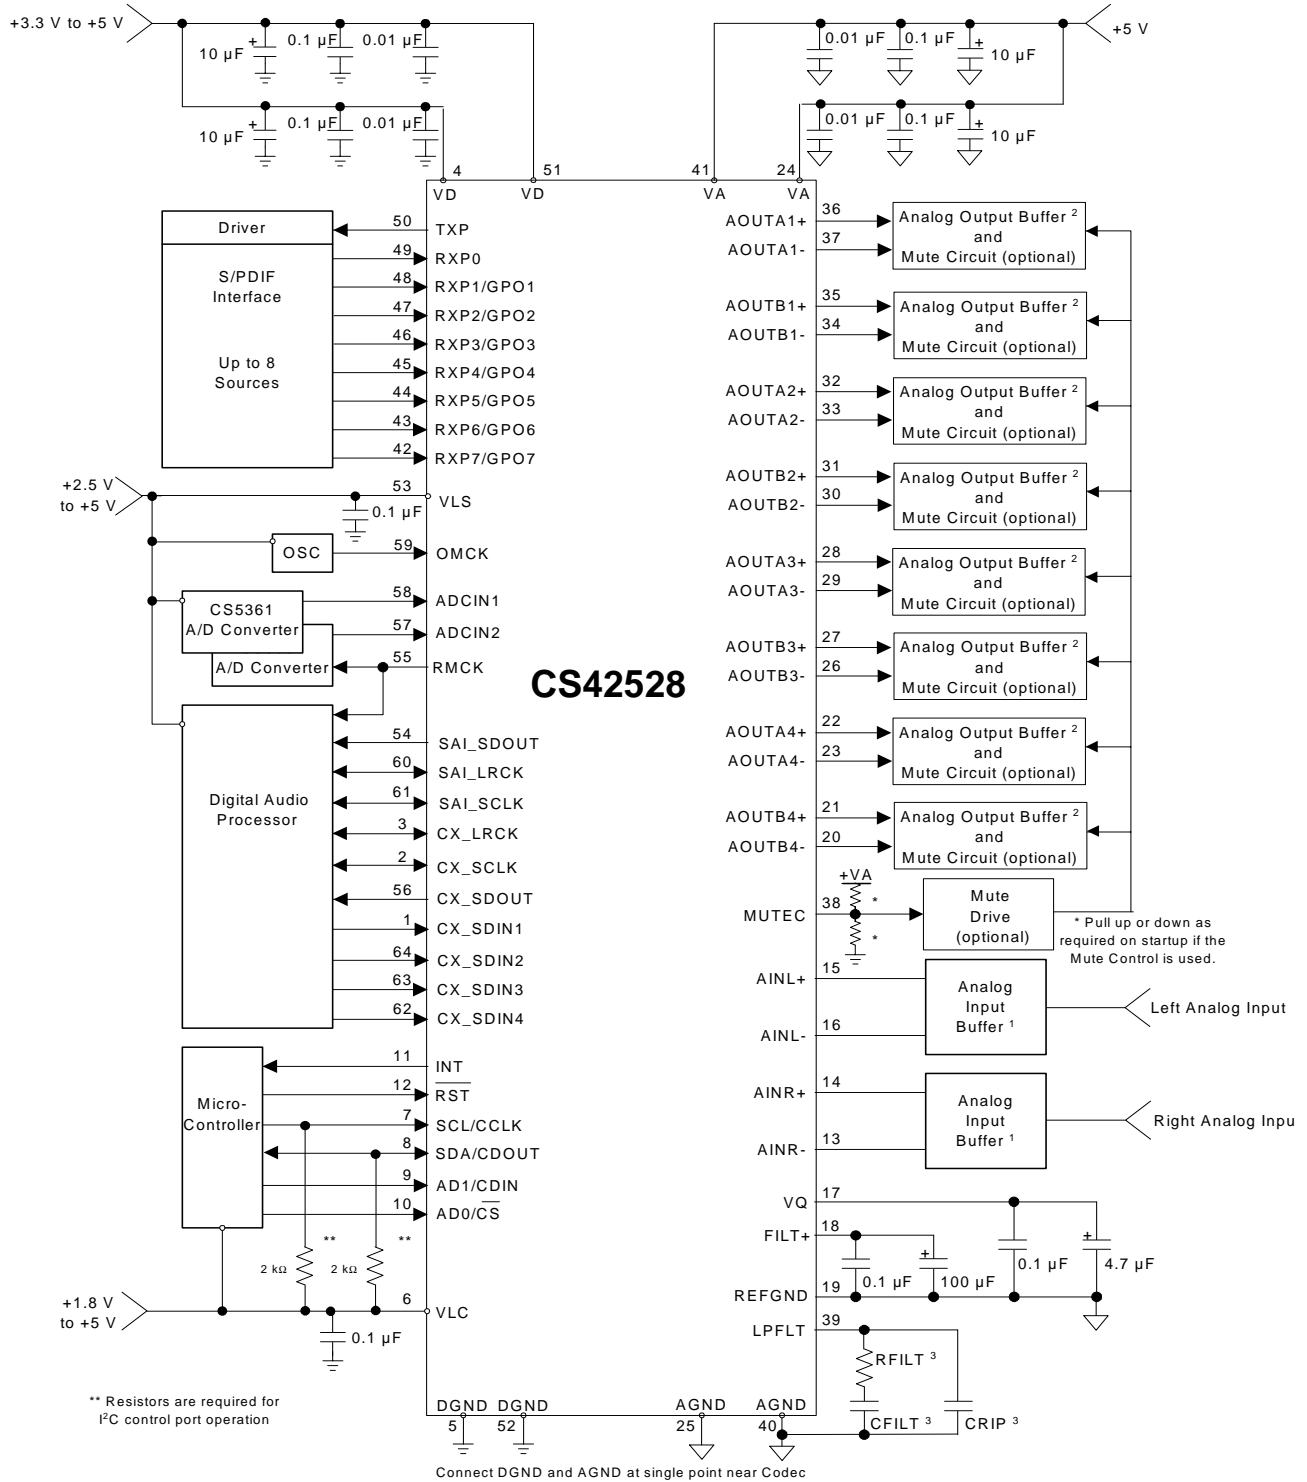 +3.3 V to +5 V
10 µF
+
0.1 µF
0.01 µF
10 µF
+
0.1 µF
0.01 µF
+5 V
0.01 µF
0.1 µF
+
10 µF
0.01 µF
0.1 µF
+
10 µF
4
51
41
24
VD
VD
VA
VA
Driver
S/PDIF
Interface
Up to 8
Sources
50
TXP
49
RXP0
48
RXP1/GPO1
47
RXP2/GPO2
46
RXP3/GPO3
45
RXP4/GPO4
44
RXP5/GPO5
43
RXP6/GPO6
42
RXP7/GPO7
+2.5 V
to +5 V
53
VLS
0.1 µF
OSC
59
OMCK
CS5361
A/D Converter
58
ADCIN1
57
ADCIN2
A/D Converter
55
RMCK
CS42528
Digital Audio
Processor
54
SAI_SDOUT
60
SAI_LRCK
61
SAI_SCLK
3
CX_LRCK
2
CX_SCLK
56
CX_SDOUT
1
CX_SDIN1
64
CX_SDIN2
63
CX_SDIN3
62
CX_SDIN4
Micro-
Controller
11
INT
12
RST
7
SCL/CCLK
8
SDA/CDOUT
9
AD1/CDIN
10
AD0/CS
**
2 kΩ
**
2 kΩ
+1.8 V
to +5 V
6
VLC
0.1 µF
** Resistors are required for
I²C control port operation
AOUTA1+
36
AOUTA1-
37
Analog Output Buffer ²
and
Mute Circuit (optional)
AOUTB1+
35
AOUTB1-
34
Analog Output Buffer ²
and
Mute Circuit (optional)
AOUTA2+
32
AOUTA2-
33
Analog Output Buffer ²
and
Mute Circuit (optional)
AOUTB2+
31
AOUTB2-
30
Analog Output Buffer ²
and
Mute Circuit (optional)
AOUTA3+
28
AOUTA3-
29
Analog Output Buffer ²
and
Mute Circuit (optional)
AOUTB3+
27
AOUTB3-
26
Analog Output Buffer ²
and
Mute Circuit (optional)
AOUTA4+
22
AOUTA4-
23
Analog Output Buffer ²
and
Mute Circuit (optional)
AOUTB4+
21
AOUTB4-
20
Analog Output Buffer ²
and
Mute Circuit (optional)
+VA
*
*
MUTEC
38
Mute
Drive
(optional)
* Pull up or down as
required on startup if the
Mute Control is used.
AINL+
15
AINL-
16
Analog
Input
Buffer ¹
Left Analog Input
AINR+
14
AINR-
13
Analog
Input
Buffer ¹
Right Analog Inpu
VQ
17
FILT+
18
0.1 µF
+
100 µF
0.1 µF
+
4.7 µF
REFGND
19
LPFLT
39
RFILT ³
CFILT ³
CRIP ³
DGND
DGND
AGND
AGND
5
52
25
40
Connect DGND and AGND at single point near Codec